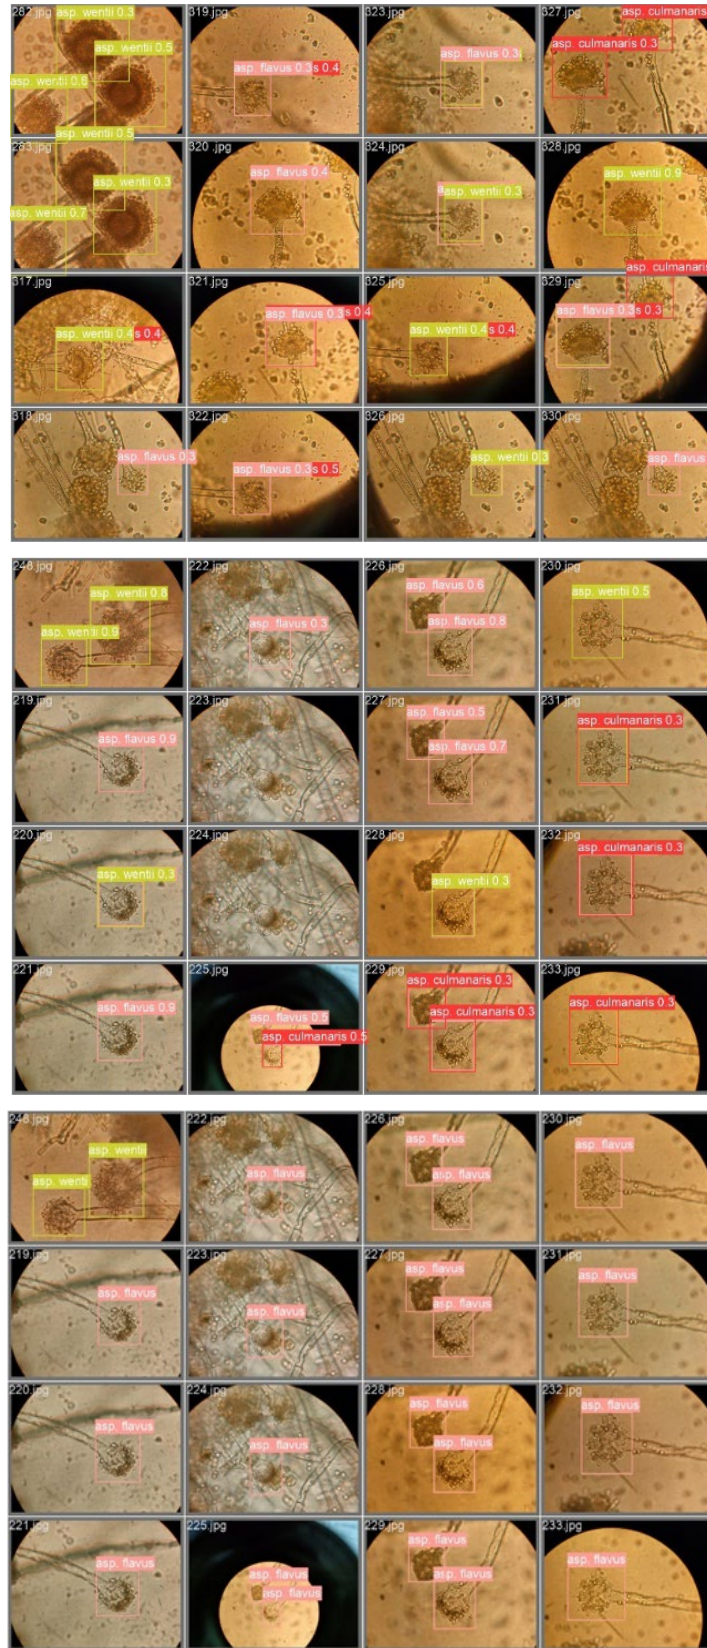 282.jpg
asp. wentii 0.3
asp. wentii 0.5
asp. wentii 0.6
319.jpg
asp. flavus 0.3
s 0.4
323.jpg
asp. flavus 0.3
327.jpg
asp. culmanaris
asp. culmanaris 0.3
283.jpg
asp. wentii 0.5
asp. wentii 0.3
asp. wentii 0.7
320.jpg
asp. flavus 0.4
324.jpg
asp. wentii 0.3
328.jpg
asp. wentii 0.9
317.jpg
asp. wentii 0.4
s 0.4
321.jpg
asp. flavus 0.3
s 0.4
325.jpg
asp. wentii 0.4
s 0.4
329.jpg
asp. culmanaris
asp. flavus 0.3
s 0.3
318.jpg
asp. flavus 0.3
322.jpg
asp. flavus 0.3
s 0.5
326.jpg
asp. wentii 0.3
330.jpg
asp. flavus
asp. wentii 0.8
asp. wentii 0.9
222.jpg
asp. flavus 0.3
226.jpg
asp. flavus 0.6
asp. flavus 0.8
230.jpg
asp. wentii 0.5
219.jpg
asp. flavus 0.9
223.jpg
227.jpg
asp. flavus 0.5
asp. flavus 0.7
231.jpg
asp. culmanaris 0.3
220.jpg
asp. wentii 0.3
224.jpg
228.jpg
asp. wentii 0.3
232.jpg
asp. culmanaris 0.3
221.jpg
asp. flavus 0.9
225.jpg
asp. flavus 0.5
asp. culmanaris 0.5
229.jpg
asp. culmanaris 0.3
asp. culmanaris 0.3
233.jpg
asp. culmanaris 0.3
asp. wentii
asp. wenti
222.jpg
asp. flavus
226.jpg
asp. flavus
asp. flavus
230.jpg
asp. flavus
219.jpg
asp. flavus
223.jpg
asp. flavus
227.jpg
asp. flavus
asp. flavus
231.jpg
asp. flavus
220.jpg
asp. flavus
224.jpg
asp. flavus
228.jpg
asp. flavus
asp. flavus
232.jpg
asp. flavus
221.jpg
asp. flavus
225.jpg
asp. flavus
asp. flavus
229.jpg
asp. flavus
asp. flavus
233.jpg
asp. flavus